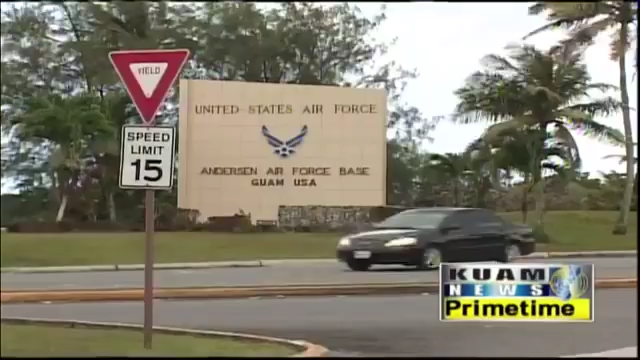 YIELD
SPEED
LIMIT
15
UNITED STATES AIR FORCE
ANDERSEN AIR FORCE BASE
GUAM USA
KUAM
NEWS
Primetime